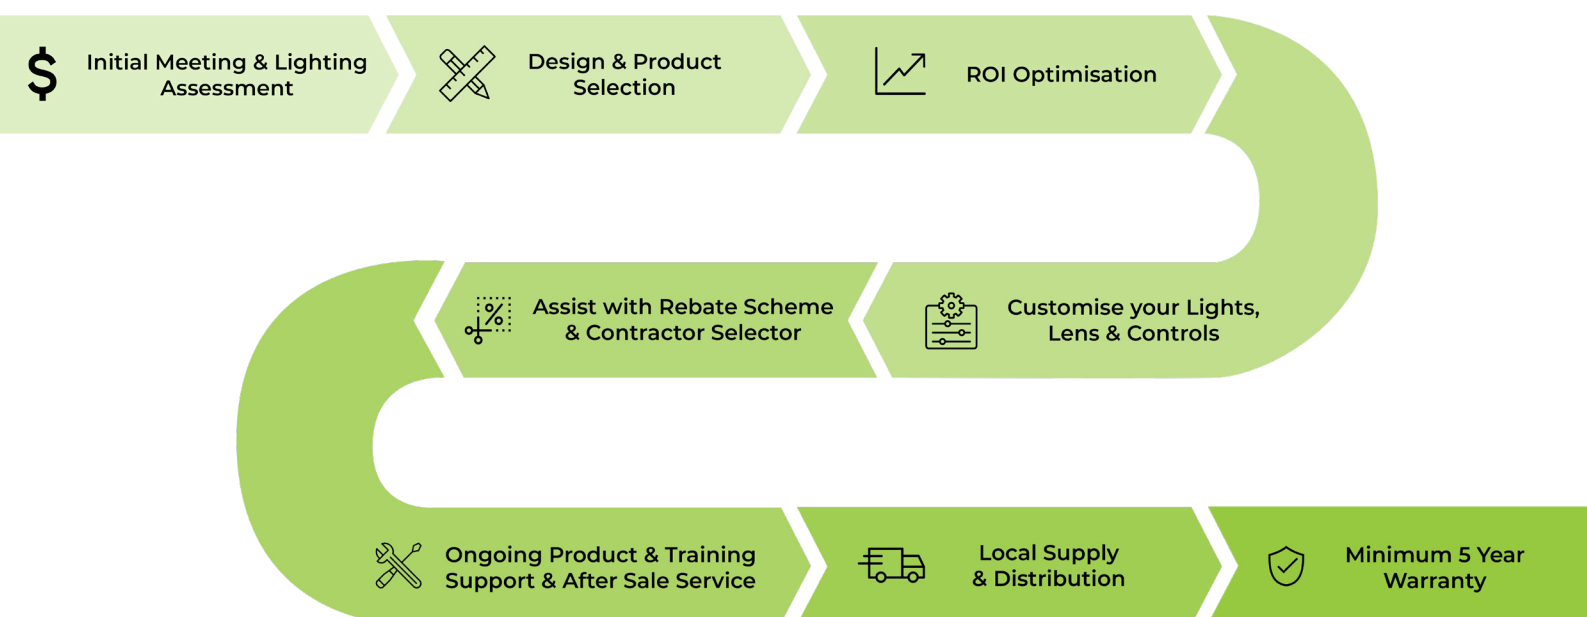 Initial Meeting & Lighting
Assessment
Design & Product
Selection
ROI Optimisation
Customise your Lights,
Lens & Controls
Assist with Rebate Scheme
& Contractor Selector
Ongoing Product & Training
Support & After Sale Service
Local Supply
& Distribution
Minimum 5 Year
Warranty